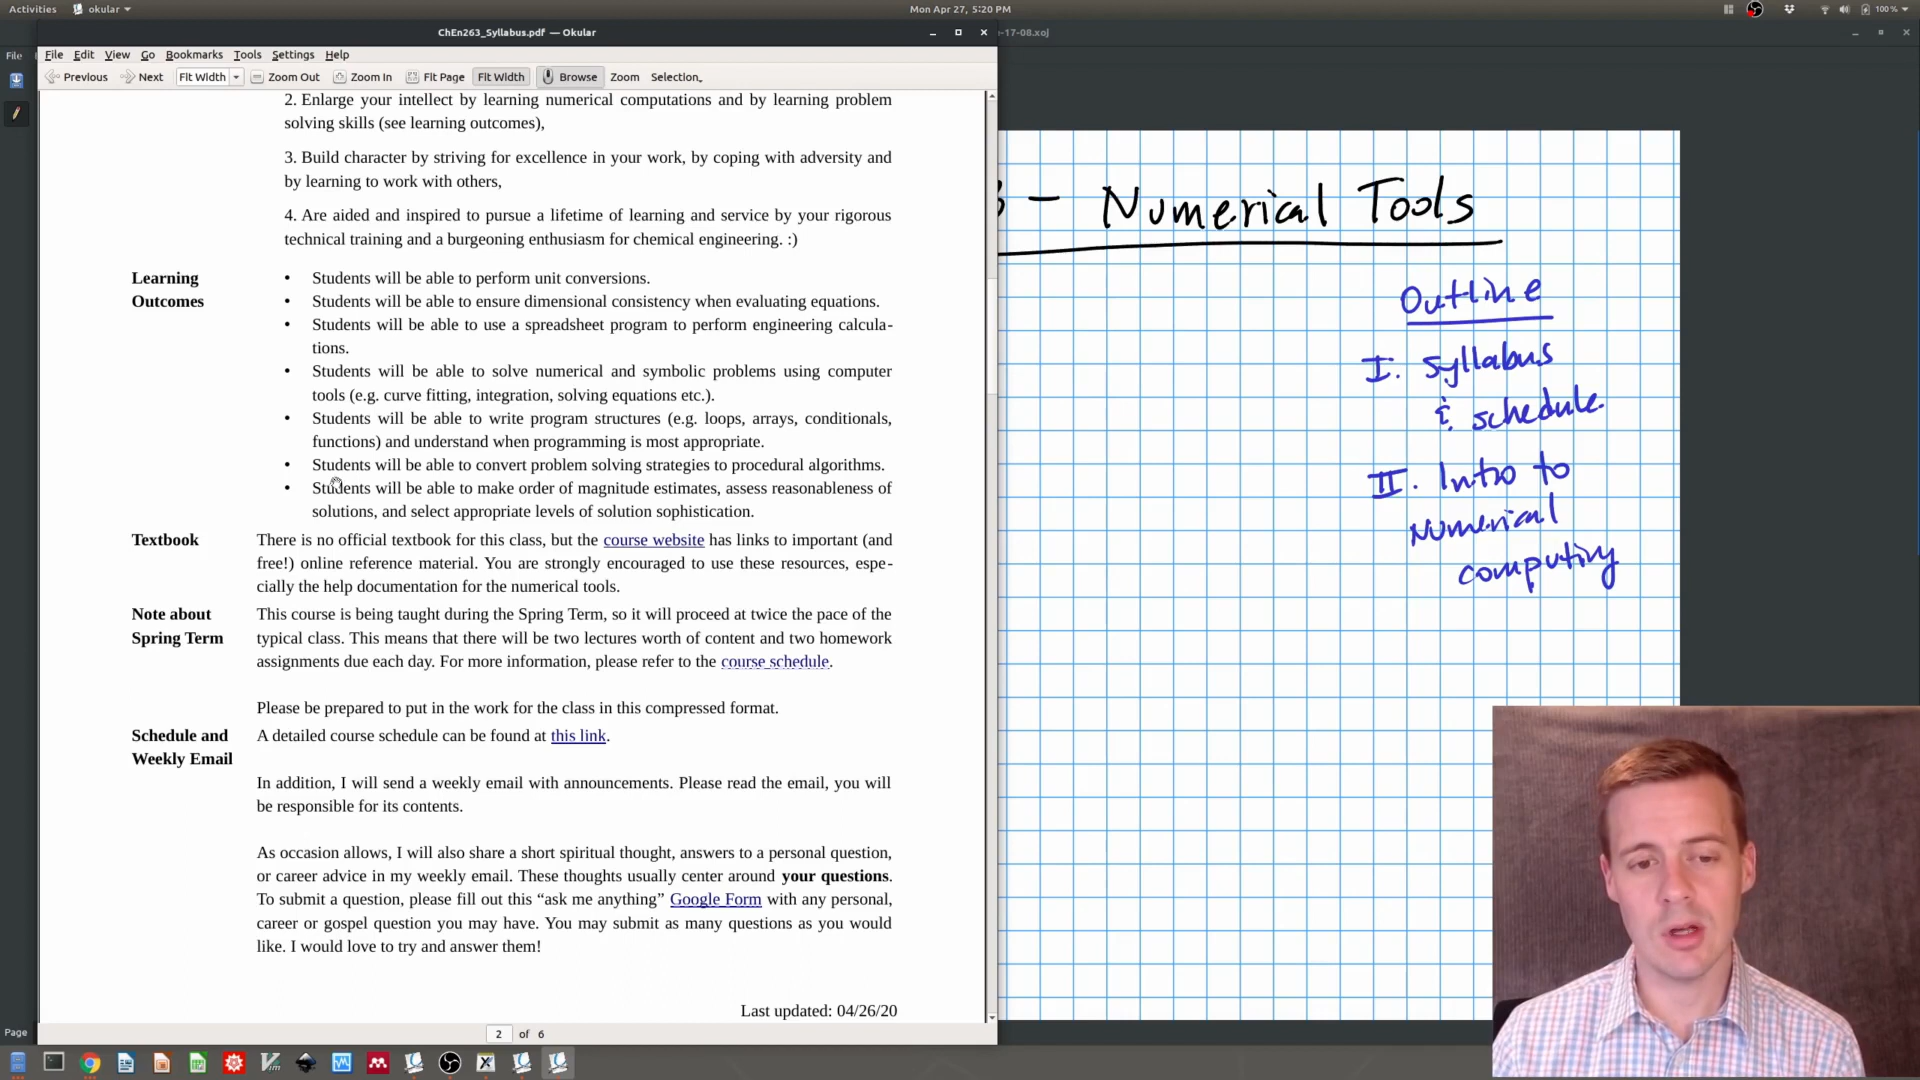 Activities
okular
Mon Apr 27, 5:20 PM
100 %
ChEn263_Syllabus.pdf — Okular
-17-08.xoj
File
File Edit View Go Bookmarks Tools Settings Help
Previous Next Fit Width Zoom Out Zoom In Fit Page Fit Width Browse Zoom Selection
2. Enlarge your intellect by learning numerical computations and by learning problem
solving skills (see learning outcomes),
3. Build character by striving for excellence in your work, by coping with adversity and
by learning to work with others,
4. Are aided and inspired to pursue a lifetime of learning and service by your rigorous
technical training and a burgeoning enthusiasm for chemical engineering. :)
Learning
Outcomes
• Students will be able to perform unit conversions.
• Students will be able to ensure dimensional consistency when evaluating equations.
• Students will be able to use a spreadsheet program to perform engineering calcula-
tions.
• Students will be able to solve numerical and symbolic problems using computer
tools (e.g. curve fitting, integration, solving equations etc.).
• Students will be able to write program structures (e.g. loops, arrays, conditionals,
functions) and understand when programming is most appropriate.
• Students will be able to convert problem solving strategies to procedural algorithms.
• Students will be able to make order of magnitude estimates, assess reasonableness of
solutions, and select appropriate levels of solution sophistication.
Textbook
There is no official textbook for this class, but the course website has links to important (and
free!) online reference material. You are strongly encouraged to use these resources, espe-
cially the help documentation for the numerical tools.
Note about
Spring Term
This course is being taught during the Spring Term, so it will proceed at twice the pace of the
typical class. This means that there will be two lectures worth of content and two homework
assignments due each day. For more information, please refer to the course schedule.
Please be prepared to put in the work for the class in this compressed format.
Schedule and
Weekly Email
A detailed course schedule can be found at this link.
In addition, I will send a weekly email with announcements. Please read the email, you will
be responsible for its contents.
As occasion allows, I will also share a short spiritual thought, answers to a personal question,
or career advice in my weekly email. These thoughts usually center around your questions.
To submit a question, please fill out this “ask me anything” Google Form with any personal,
career or gospel question you may have. You may submit as many questions as you would
like. I would love to try and answer them!
Last updated: 04/26/20
Page
2 of 6
3 - Numerical Tools
Outline
I. Syllabus
& schedule
II. Intro to
Numerical
computing